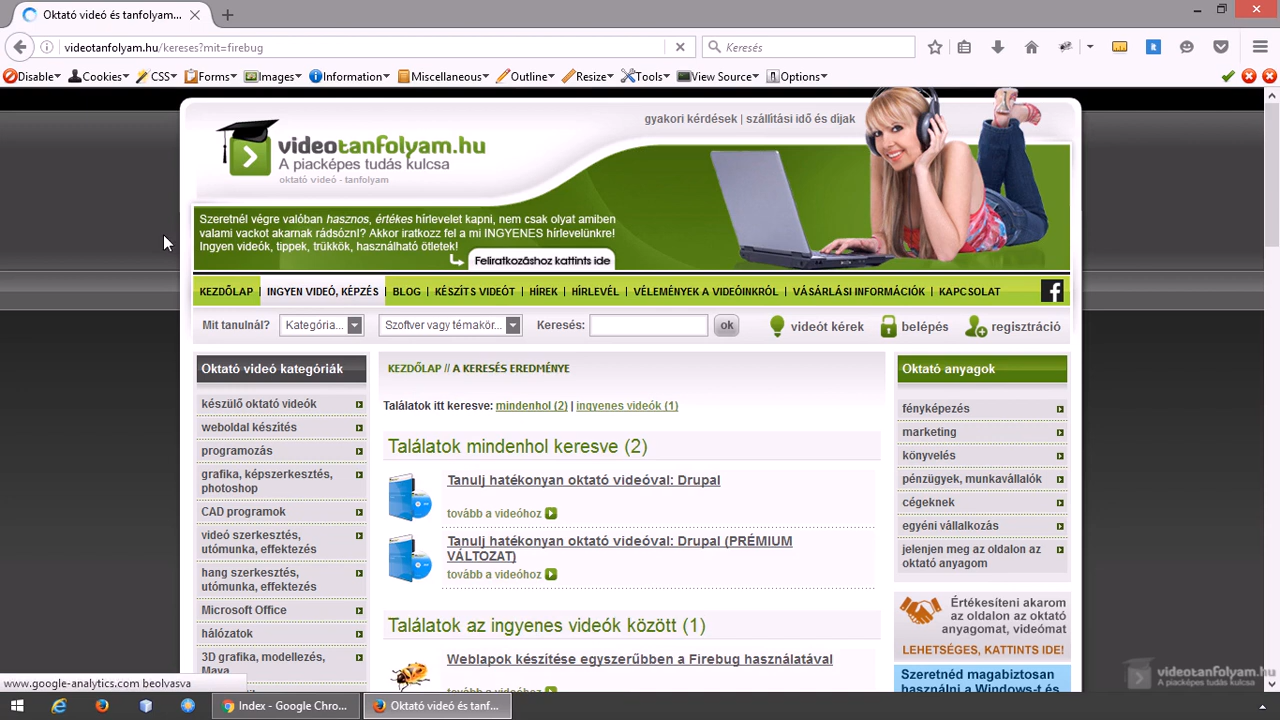 Oktató videó és tanfolyam...
videotanfolyam.hu/kereses?mit=firebug
Keresés
Disable
Cookies
CSS
Forms
Images
Information
Miscellaneous
Outline
Resize
Tools
View Source
Options
gyakori kérdések | szállítási idő és díjak
videotanfolyam.hu
A piacképes tudás kulcsa
oktató videó - tanfolyam
Szeretnél végre valóban hasznos, értékes hírlevelet kapni, nem csak olyat amiben
valami vackot akarnak rádsózni? Akkor iratkozz fel a mi INGYENES hírlevelünkre!
Ingyen videók, tippek, trükkök, használható ötletek!
Feliratkozáshoz kattints ide
KEZDŐLAP
INGYEN VIDEÓ, KÉPZÉS
BLOG
KÉSZÍTS VIDEÓT
HÍREK
HÍRLEVÉL
VÉLEMÉNYEK A VIDEÓINKRÓL
VÁSÁRLÁSI INFORMÁCIÓK
KAPCSOLAT
Mit tanulnál?
Kategória...
Szoftver vagy témakör...
Keresés:
ok
videót kérek
belépés
regisztráció
Oktató videó kategóriák
készülő oktató videók
weboldal készítés
programozás
grafika, képszerkesztés,
photoshop
CAD programok
videó szerkesztés,
utómunka, effektezés
hang szerkesztés,
utómunka, effektezés
Microsoft Office
hálózatok
3D grafika, modellezés,
Maya
KEZDŐLAP // A KERESÉS EREDMÉNYE
Találatok itt keresve: mindenhol (2) | ingyenes videók (1)
Találatok mindenhol keresve (2)
Tanulj hatékonyan oktató videóval: Drupal
tovább a videóhoz
Tanulj hatékonyan oktató videóval: Drupal (PRÉMIUM
VÁLTOZAT)
tovább a videóhoz
Találatok az ingyenes videók között (1)
Weblapok készítése egyszerűbben a Firebug használatával
tovább a videóhoz
Oktató anyagok
fényképezés
marketing
könyvelés
pénzügyek, munkavállalók
cégeknek
egyéni vállalkozás
jelenjen meg az oldalon az
oktató anyagom
Értékesíteni akarom
az oldalon az oktató
anyagomat, videómat
LEHETSÉGES, KATTINTS IDE!
Szeretnéd magabiztosan
használni a Windows-t és
videotanfolyam.hu
A piacképes tudás kulcsa
www.google-analytics.com beolvasva
Index - Google Chro...
Oktató videó és tanf...